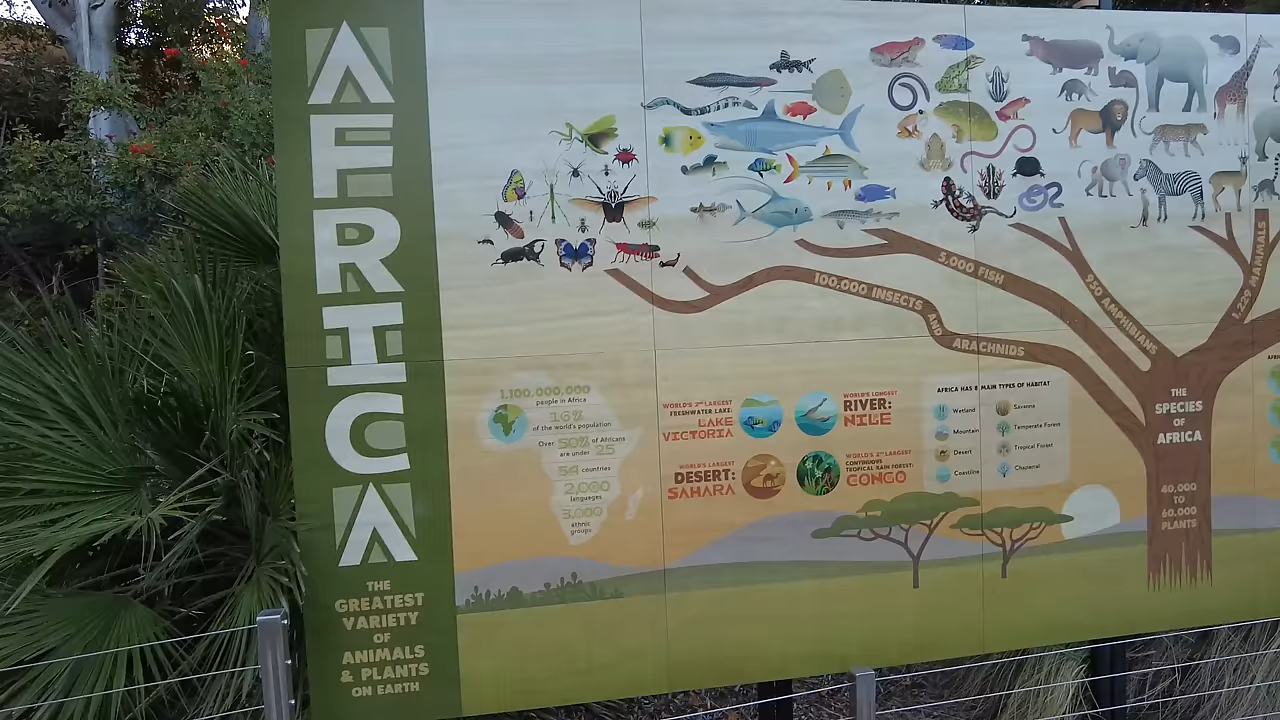 AFRICA
THE
GREATEST
VARIETY
OF
ANIMALS
& PLANTS
ON EARTH
100,000 INSECTS AND ARACHNIDS
5,000 FISH
950 AMPHIBIANS
1,229 MAMMALS
THE
SPECIES
OF
AFRICA
40,000
TO
60,000
PLANTS
1,100,000,000
people in Africa
16%
of the world's population
Over 50% of Africans
are under 25
54 countries
2,000
languages
3,000
ethnic
groups
WORLD'S 2ND LARGEST
FRESHWATER LAKE:
LAKE
VICTORIA
WORLD'S LONGEST
RIVER:
NILE
WORLD'S LARGEST
DESERT:
SAHARA
WORLD'S 2ND LARGEST
CONTINUOUS
TROPICAL RAIN FOREST:
CONGO
AFRICA HAS 8 MAIN TYPES OF HABITAT
Wetland
Mountain
Desert
Coastline
Savanna
Temperate Forest
Tropical Forest
Chaparral